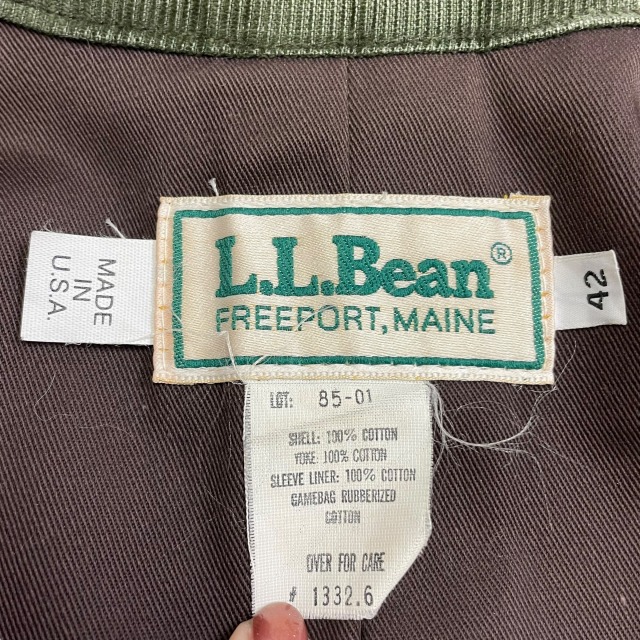 L.L.Bean®
FREEPORT, MAINE
MADE
IN
U.S.A.
42
LOT: 85-01
SHELL: 100% COTTON
YOKE: 100% COTTON
SLEEVE LINER: 100% COTTON
GAMEBAG RUBBERIZED
COTTON
OVER FOR CARE
# 1332.6